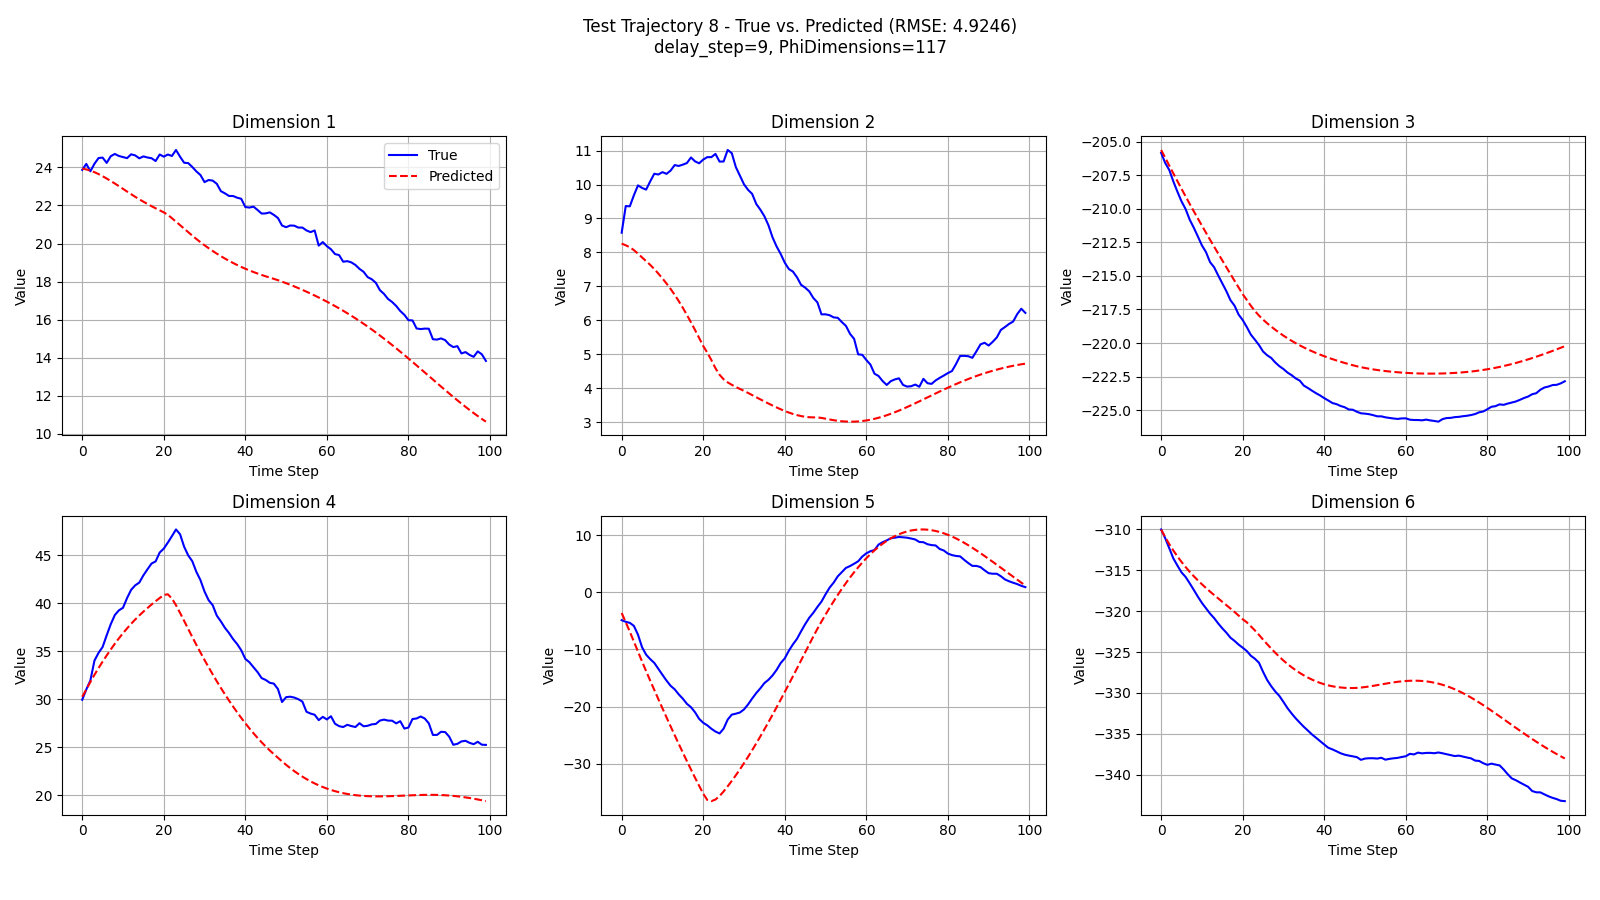 Test Trajectory 8 - True vs. Predicted (RMSE: 4.9246)
delay_step=9, PhiDimensions=117
Dimension 1
True
Predicted
24
22
20
18
16
14
12
10
Value
0 20 40 60 80 100
Time Step
Dimension 2
11
10
9
8
7
6
5
4
3
Value
0 20 40 60 80 100
Time Step
Dimension 3
−205.0
−207.5
−210.0
−212.5
−215.0
−217.5
−220.0
−222.5
−225.0
Value
0 20 40 60 80 100
Time Step
Dimension 4
45
40
35
30
25
20
Value
0 20 40 60 80 100
Time Step
Dimension 5
10
0
−10
−20
−30
Value
0 20 40 60 80 100
Time Step
Dimension 6
−310
−315
−320
−325
−330
−335
−340
Value
0 20 40 60 80 100
Time Step